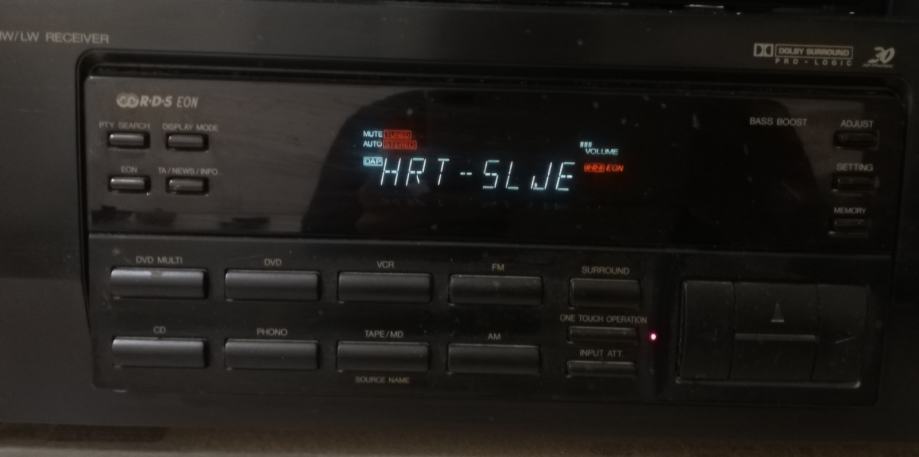 MW/LW RECEIVER
DOLBY SURROUND
PRO·LOGIC
30
R·D·S EON
PTY SEARCH DISPLAY MODE
EON TA/NEWS/INFO
MUTE TUNED
AUTO STEREO
DAP
HRT-SLJE
VOLUME
EON
BASS BOOST
ADJUST
SETTING
MEMORY
DVD MULTI DVD VCR FM SURROUND
ONE TOUCH OPERATION
CD PHONO TAPE/MD AM
INPUT ATT.
SOURCE NAME